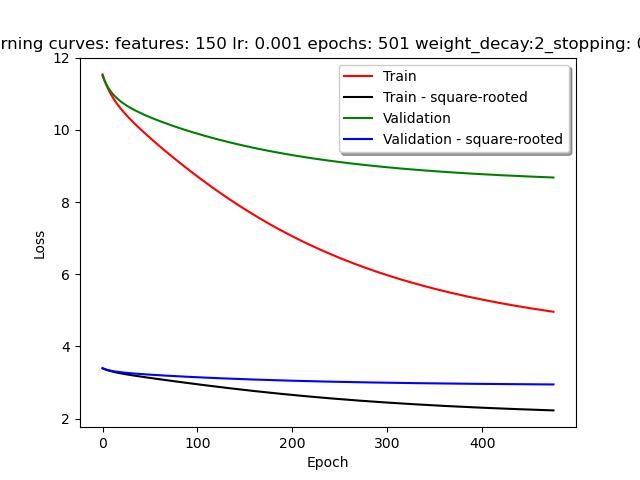 rning curves: features: 150 lr: 0.001 epochs: 501 weight_decay:2_stopping:
12
10
8
6
4
2
Loss
Train
Train - square-rooted
Validation
Validation - square-rooted
0
100
200
300
400
Epoch